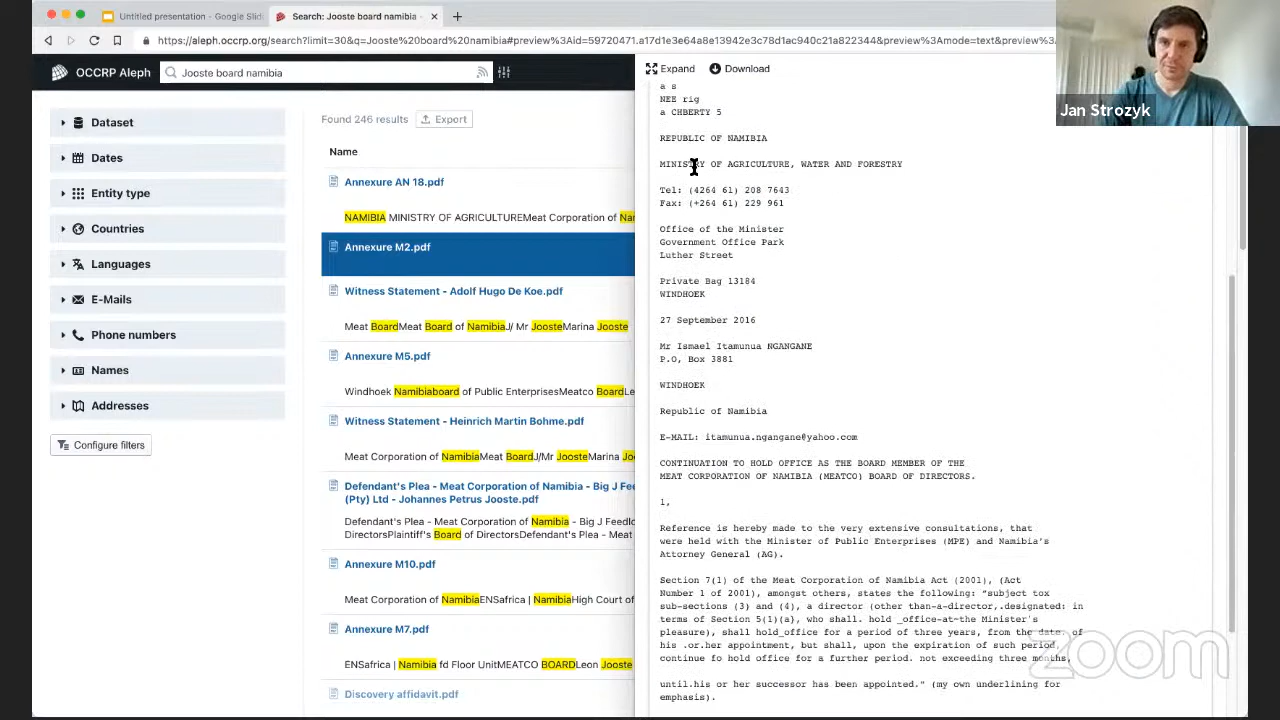 Untitled presentation - Google Slid
Search: Jooste board namibia -
https://aleph.occrp.org/search?limit=30&q=Jooste%20board%20namibia#preview%3Aid=59720471.a17d1e3e64a8e13942e3c78d1ac940c21a822344&preview%3Amode=text&preview%3A
OCCRP Aleph
Jooste board namibia
Dataset
Dates
Entity type
Countries
Languages
E-Mails
Phone numbers
Names
Addresses
Configure filters
Found 246 results
Export
Name
Annexure AN 18.pdf
NAMIBIA MINISTRY OF AGRICULTUREMeat Corporation of Nar
Annexure M2.pdf
Witness Statement - Adolf Hugo De Koe.pdf
Meat BoardMeat Board of NamibiaJ/ Mr JoosteMarina Jooste
Annexure M5.pdf
Windhoek Namibiaboard of Public EnterprisesMeatco BoardLe
Witness Statement - Heinrich Martin Bohme.pdf
Meat Corporation of NamibiaMeat BoardJ/Mr JoosteMarina Jo
Defendant's Plea - Meat Corporation of Namibia - Big J Fee
(Pty) Ltd - Johannes Petrus Jooste.pdf
Defendant's Plea - Meat Corporation of Namibia - Big J Feedlo
DirectorsPlaintiff's Board of DirectorsDefendant's Plea - Meat
Annexure M10.pdf
Meat Corporation of NamibiaENSafrica | NamibiaHigh Court of
Annexure M7.pdf
ENSafrica | Namibia fd Floor UnitMEATCO BOARDLeon Jooste
Discovery affidavit.pdf
Expand
Download
a s
NEE rig
a CHBERTY 5
REPUBLIC OF NAMIBIA
MINISTRY OF AGRICULTURE, WATER AND FORESTRY
Tel: (4264 61) 208 7643
Fax: (+264 61) 229 961
Office of the Minister
Government Office Park
Luther Street
Private Bag 13184
WINDHOEK
27 September 2016
Mr Ismael Itamunua NGANGANE
P.O, Box 3881
WINDHOEK
Republic of Namibia
E-MAIL: itamunua.ngangane@yahoo.com
CONTINUATION TO HOLD OFFICE AS THE BOARD MEMBER OF THE
MEAT CORPORATION OF NAMIBIA (MEATCO) BOARD OF DIRECTORS.
1,
Reference is hereby made to the very extensive consultations, that
were held with the Minister of Public Enterprises (MPE) and Namibia's
Attorney General (AG).
Section 7(1) of the Meat Corporation of Namibia Act (2001), (Act
Number 1 of 2001), amongst others, states the following: "subject tox
sub-sections (3) and (4), a director (other than-a-director,.designated: in
terms of Section 5(1)(a), who shall. hold _office-at-the Minister's
pleasure), shall hold_office for a period of three years, from the date. of
his .or.her appointment, but shall, upon the expiration of such period,
continue fo hold office for a further period. not exceeding three months,
until.his or her successor has been appointed." (my own underlining for
emphasis).
Jan Strozyk
zoom